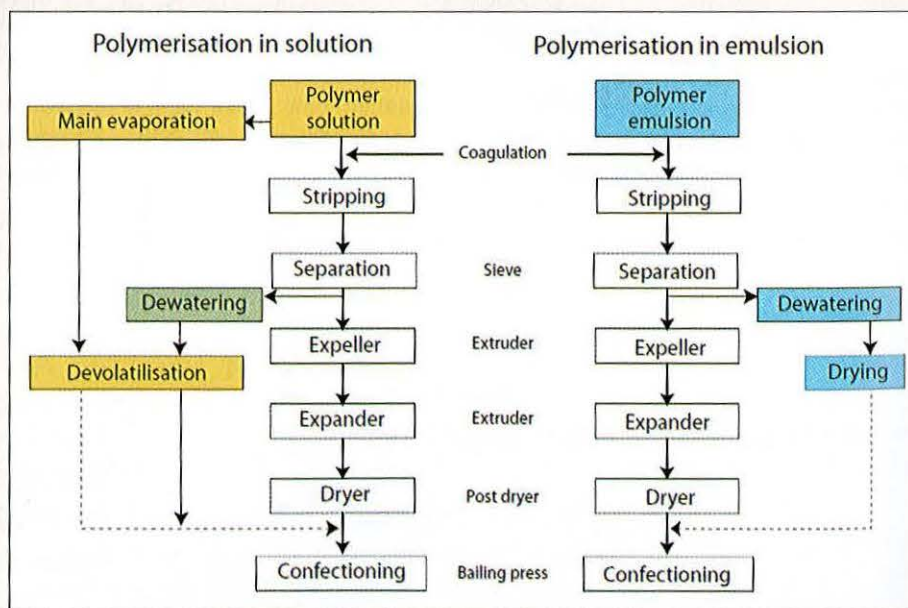 Polymerisation in solution
Polymerisation in emulsion
Main evaporation
Polymer
solution
Polymer
emulsion
Coagulation
Stripping
Stripping
Separation
Sieve
Separation
Dewatering
Dewatering
Expeller
Extruder
Expeller
Devolatilisation
Drying
Expander
Extruder
Expander
Dryer
Post dryer
Dryer
Confectioning
Bailing press
Confectioning